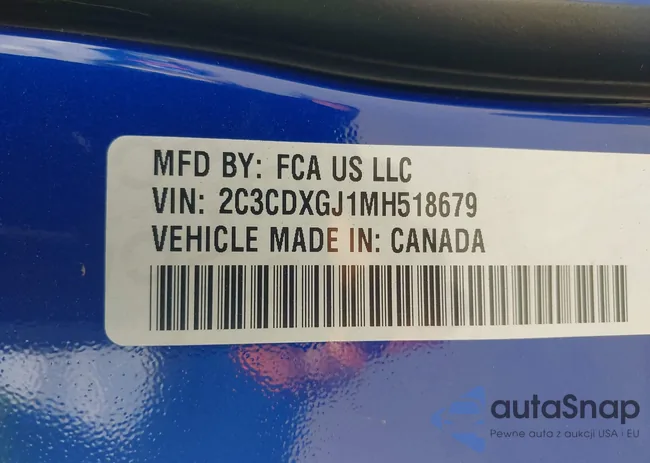 MFD BY: FCA US LLC
VIN: 2C3CDXGJ1MH518679
VEHICLE MADE IN: CANADA
autaSnap
Pewne auta z aukcji USA i EU